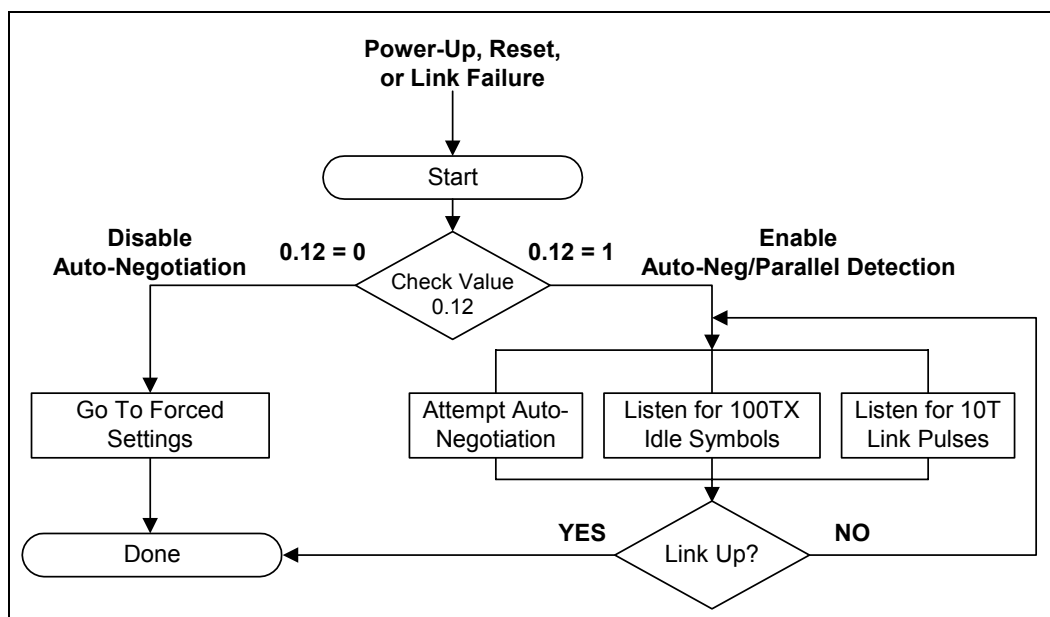 Power-Up, Reset,
or Link Failure
Start
Disable
Auto-Negotiation
0.12 = 0
0.12 = 1
Enable
Auto-Neg/Parallel Detection
Check Value
0.12
Go To Forced
Settings
Attempt Auto-
Negotiation
Listen for 100TX
Idle Symbols
Listen for 10T
Link Pulses
Done
YES
Link Up?
NO